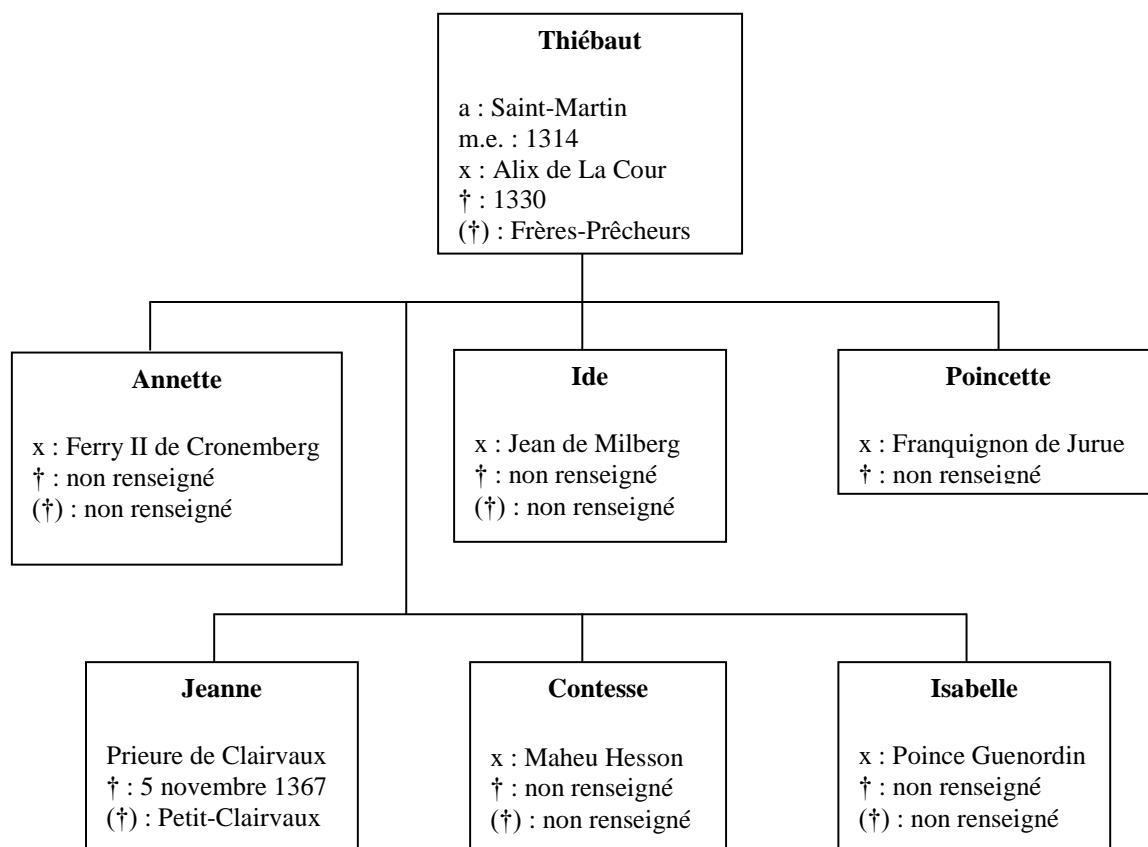 Thiébaut
a : Saint-Martin
m.e. : 1314
x : Alix de La Cour
† : 1330
(†) : Frères-Prêcheurs
Annette
x : Ferry II de Cronemberg
† : non renseigné
(†) : non renseigné
Ide
x : Jean de Milberg
† : non renseigné
(†) : non renseigné
Poincette
x : Franquignon de Jurue
† : non renseigné
Jeanne
Prieure de Clairvaux
† : 5 novembre 1367
(†) : Petit-Clairvaux
Contesse
x : Maheu Hesson
† : non renseigné
(†) : non renseigné
Isabelle
x : Poince Guenordin
† : non renseigné
(†) : non renseigné